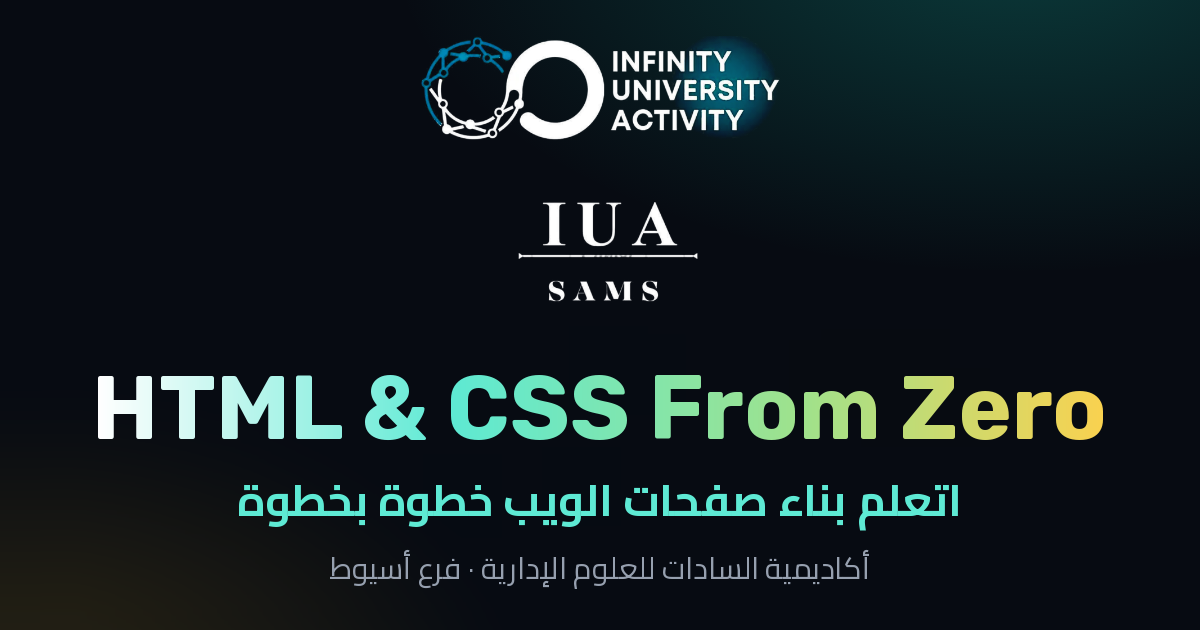 INFINITY
UNIVERSITY
ACTIVITY
IUA
SAMS
HTML & CSS From Zero
اتعلم بناء صفحات الويب خطوة بخطوة
أكاديمية السادات للعلوم الإدارية · فرع أسيوط